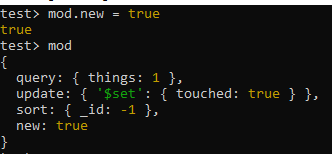 test> mod.new = true
true
test> mod
{
  query: { things: 1 },
  update: { '$set': { touched: true } },
  sort: { _id: -1 },
  new: true
}